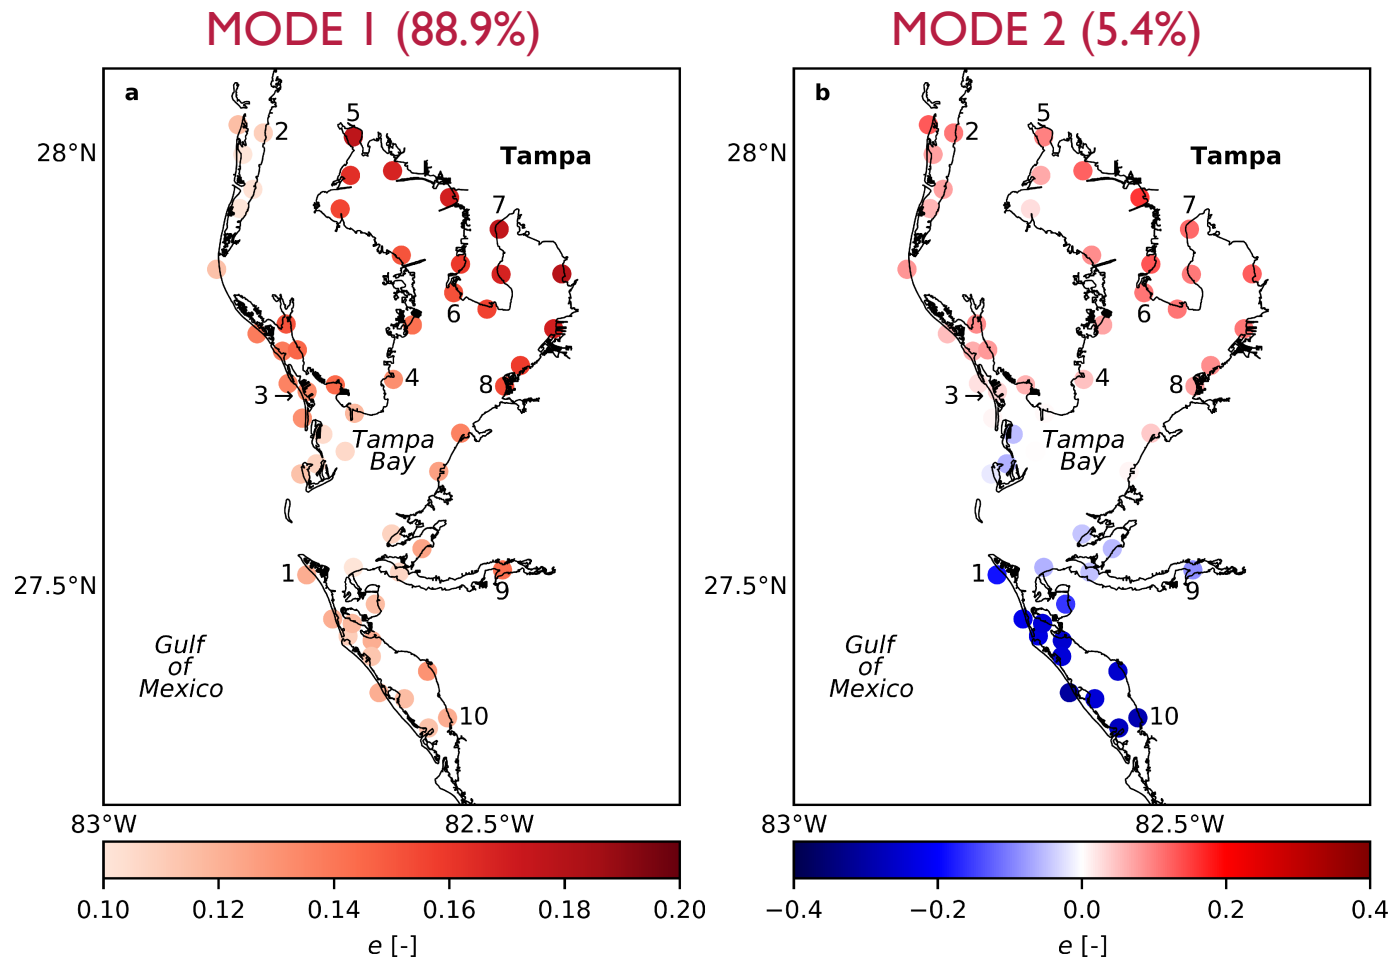 MODE 1 (88.9%)
MODE 2 (5.4%)
a
5
2
28°N
Tampa
7
6
4
8
3→
Tampa
Bay
1
27.5°N
9
Gulf
of
Mexico
10
83°W
82.5°W
0.10
0.12
0.14
0.16
0.18
0.20
e [-]
b
5
2
28°N
Tampa
7
6
4
8
3→
Tampa
Bay
1
27.5°N
9
Gulf
of
Mexico
10
83°W
82.5°W
−0.4
−0.2
0.0
0.2
0.4
e [-]